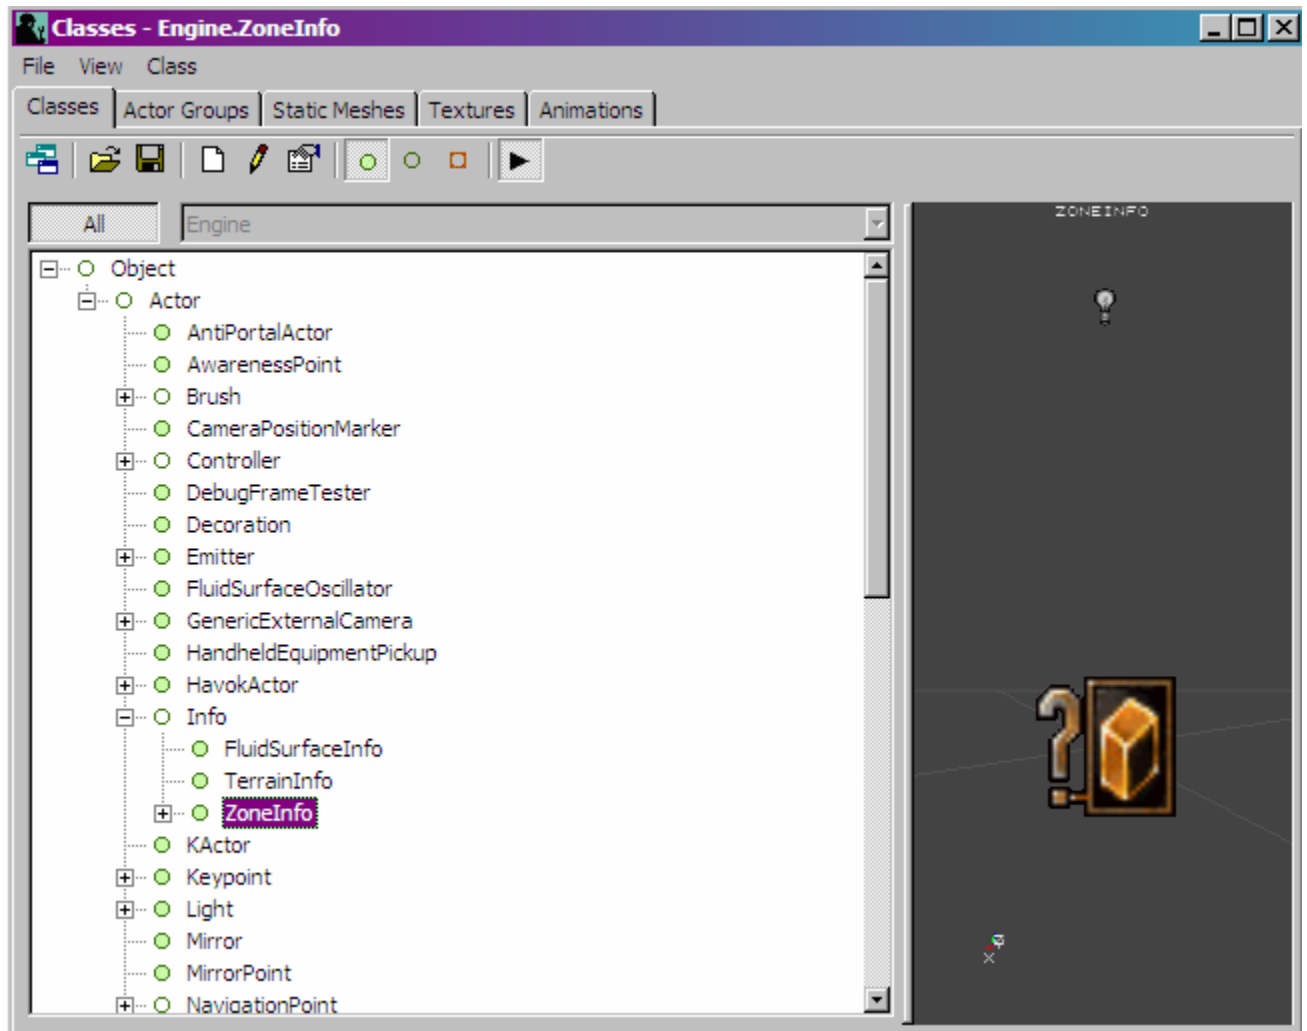 Classes - Engine.ZoneInfo
File View Class
Classes Actor Groups Static Meshes Textures Animations
All Engine
ZONEINFO
Object
Actor
AntiPortalActor
AwarenessPoint
Brush
CameraPositionMarker
Controller
DebugFrameTester
Decoration
Emitter
FluidSurfaceOscillator
GenericExternalCamera
HandheldEquipmentPickup
HavokActor
Info
FluidSurfaceInfo
TerrainInfo
ZoneInfo
KActor
Keypoint
Light
Mirror
MirrorPoint
NavigationPoint
X